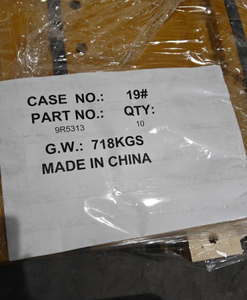 CASE NO.: 19#
PART NO.: QTY:
9R5313 10
G.W.: 718KGS
MADE IN CHINA